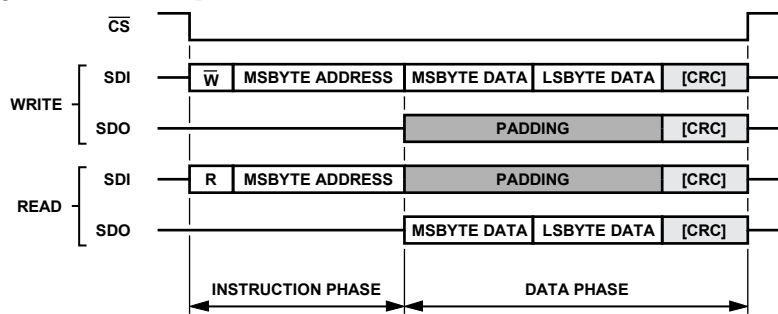 CS
SDI W MSBYTE ADDRESS MSBYTE DATA LSBYTE DATA [CRC]
WRITE
SDO PADDING [CRC]
SDI R MSBYTE ADDRESS PADDING [CRC]
READ
SDO MSBYTE DATA LSBYTE DATA [CRC]
INSTRUCTION PHASE DATA PHASE